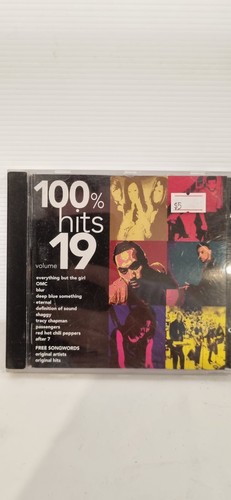 100%
hits
volume 19
everything but the girl
OMC
blur
deep blue something
eternal
definition of sound
shaggy
tracy chapman
passengers
red hot chili peppers
after 7
FREE SONGWORDS
original artists
original hits